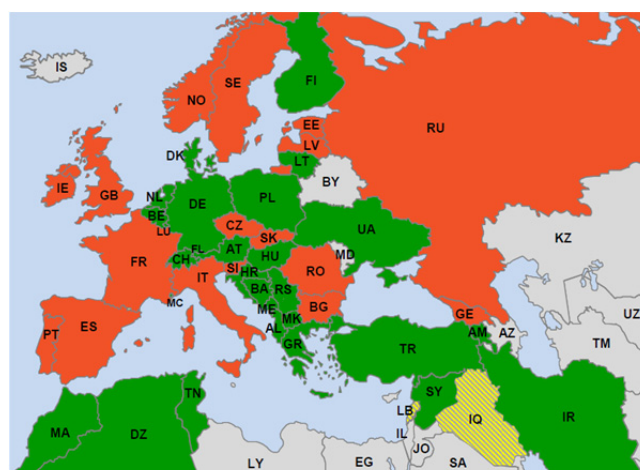 IS
NO
SE
FI
RU
EE
LV
LT
DK
BY
IE
GB
NL
BE
LU
DE
PL
UA
KZ
CZ
SK
FR
FL
CH
AT
HU
MD
RO
IT
SI
HR
BA
RS
BG
MC
ME
MK
AL
GR
PT
ES
GE
AM
AZ
UZ
TM
TR
TN
MA
DZ
LY
EG
SY
LB
IL
JO
IQ
SA
IR